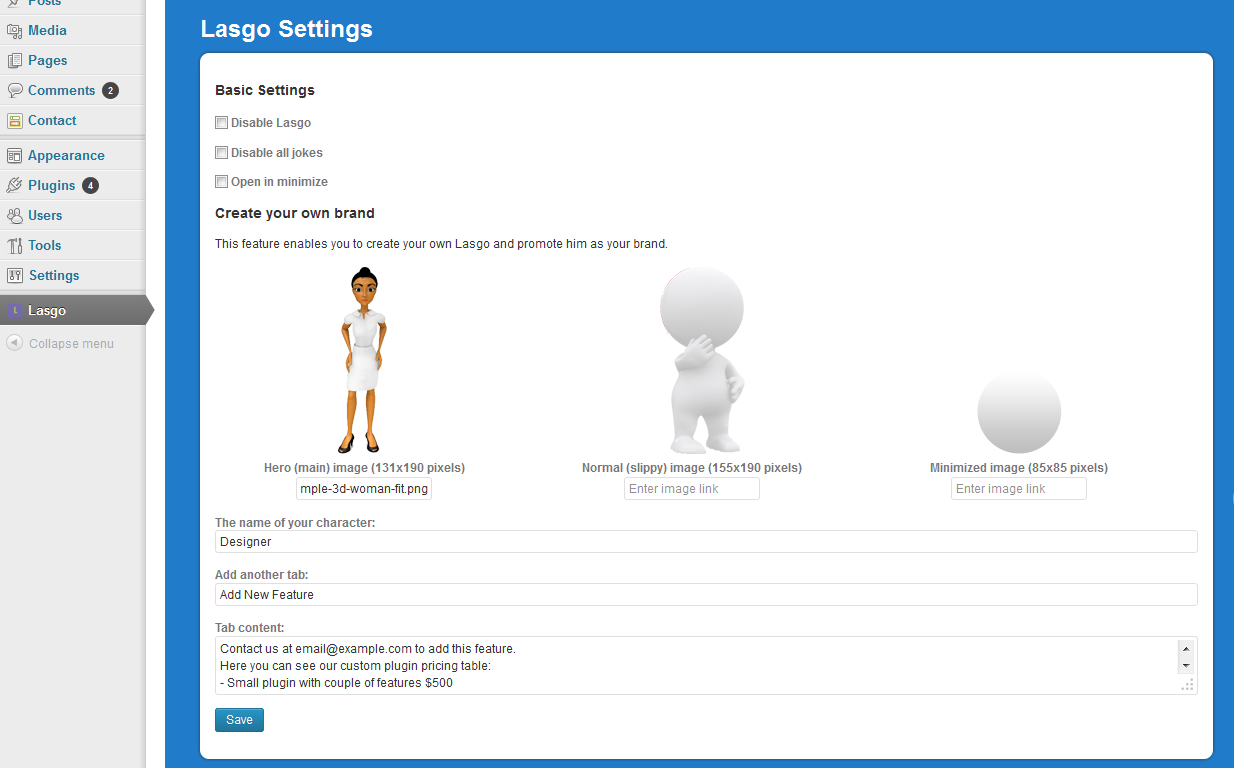 Posts
Media
Pages
Comments 2
Contact
Appearance
Plugins 4
Users
Tools
Settings
L Lasgo
Collapse menu
Lasgo Settings
Basic Settings
Disable Lasgo
Disable all jokes
Open in minimize
Create your own brand
This feature enables you to create your own Lasgo and promote him as your brand.
Hero (main) image (131x190 pixels)
mple-3d-woman-fit.png
Normal (slippy) image (155x190 pixels)
Enter image link
Minimized image (85x85 pixels)
Enter image link
The name of your character:
Designer
Add another tab:
Add New Feature
Tab content:
Contact us at email@example.com to add this feature.
Here you can see our custom plugin pricing table:
- Small plugin with couple of features $500
Save